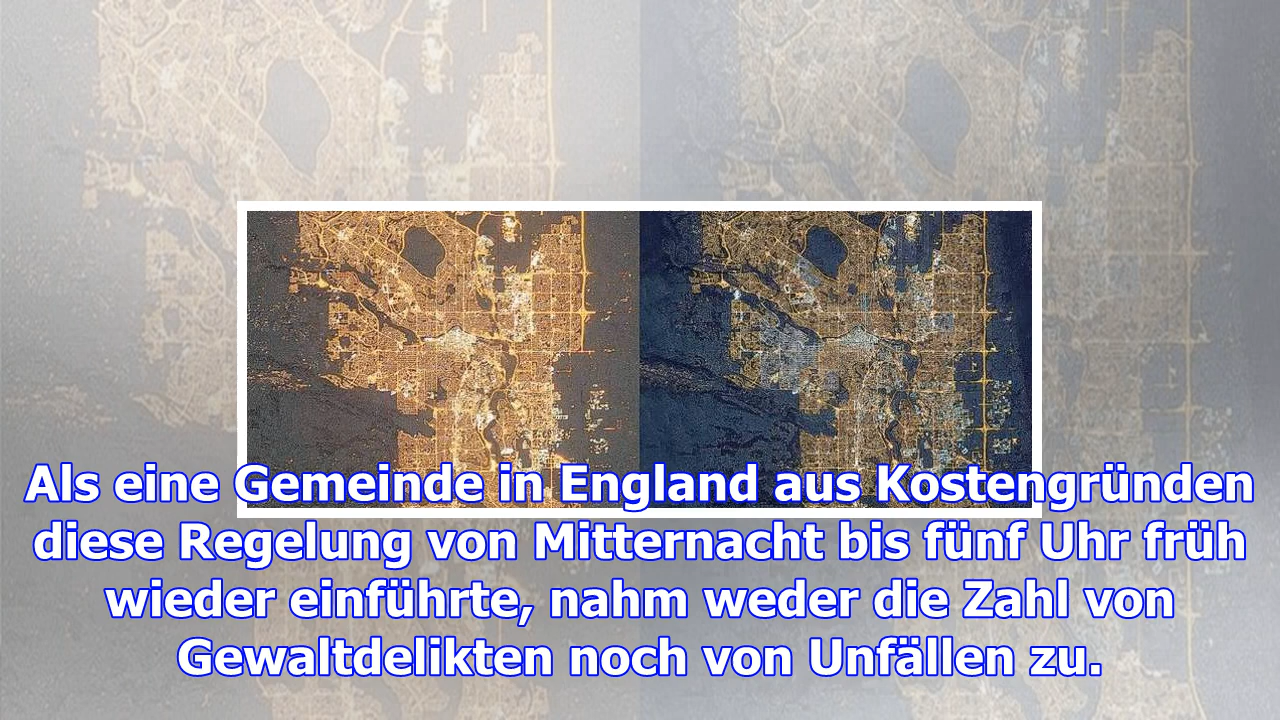 Als eine Gemeinde in England aus Kostengründen
diese Regelung von Mitternacht bis fünf Uhr früh
wieder einführte, nahm weder die Zahl von
Gewaltdelikten noch von Unfällen zu.